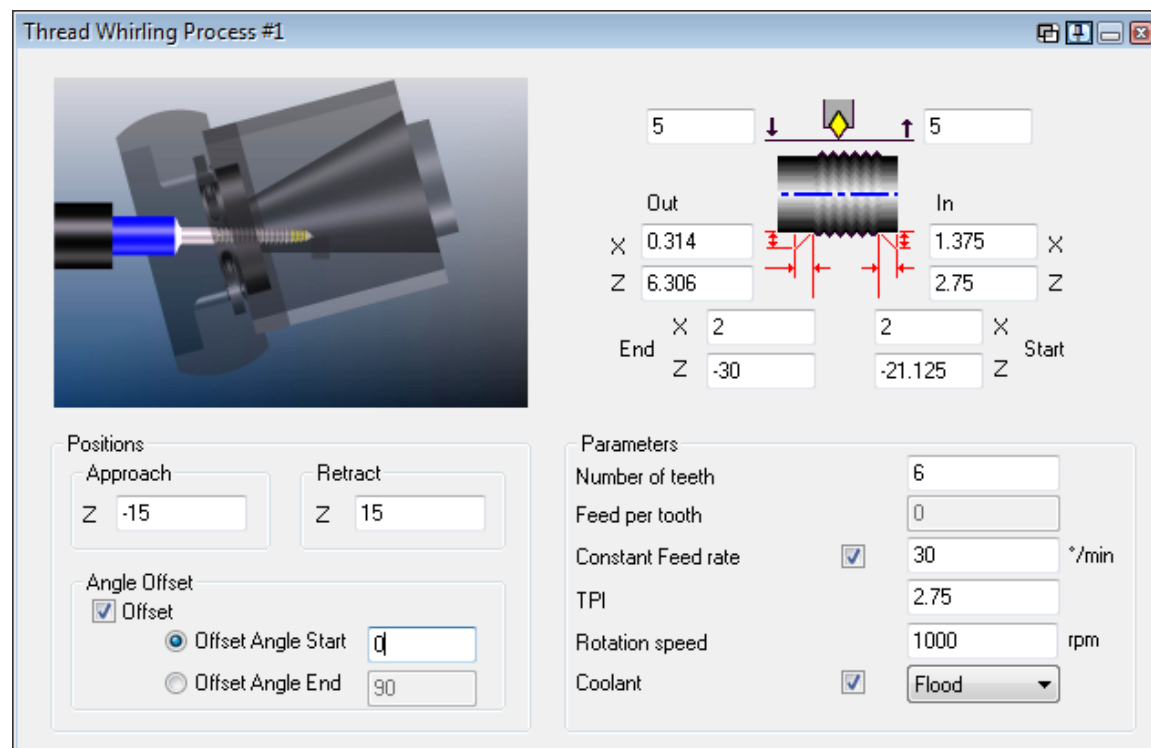 Thread Whirling Process #1
5 5
Out In
X 0.314 1.375 X
Z 6.306 2.75 Z
X 2 2 X
End Start
Z -30 -21.125 Z
Positions
Approach Retract
Z -15 Z 15
Angle Offset
Offset
Offset Angle Start 0
Offset Angle End 90
Parameters
Number of teeth 6
Feed per tooth 0
Constant Feed rate 30 °/min
TPI 2.75
Rotation speed 1000 rpm
Coolant Flood